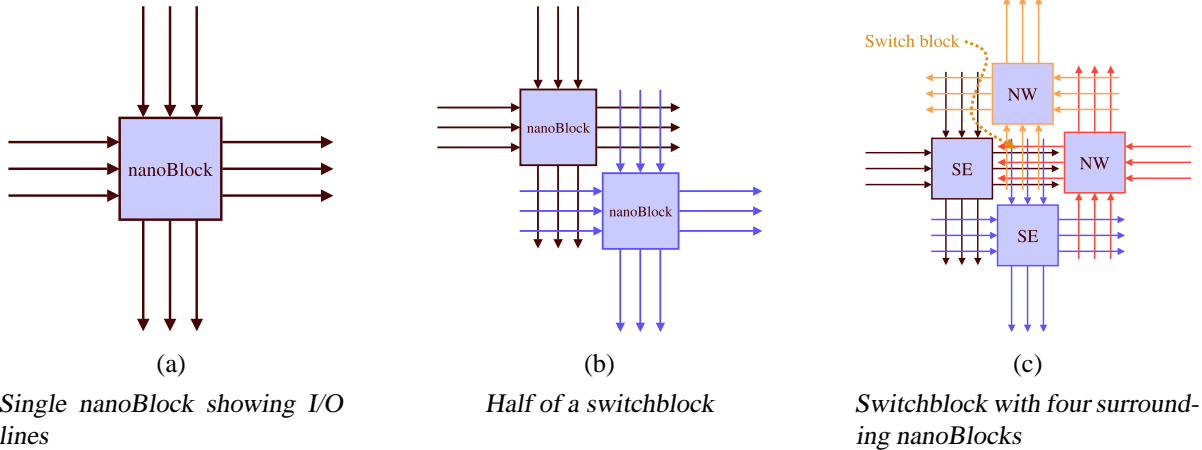 nanoBlock
(a)
Single nanoBlock showing I/O
lines
nanoBlock
nanoBlock
(b)
Half of a switchblock
Switch block
NW
SE
NW
SE
(c)
Switchblock with four surround-
ing nanoBlocks